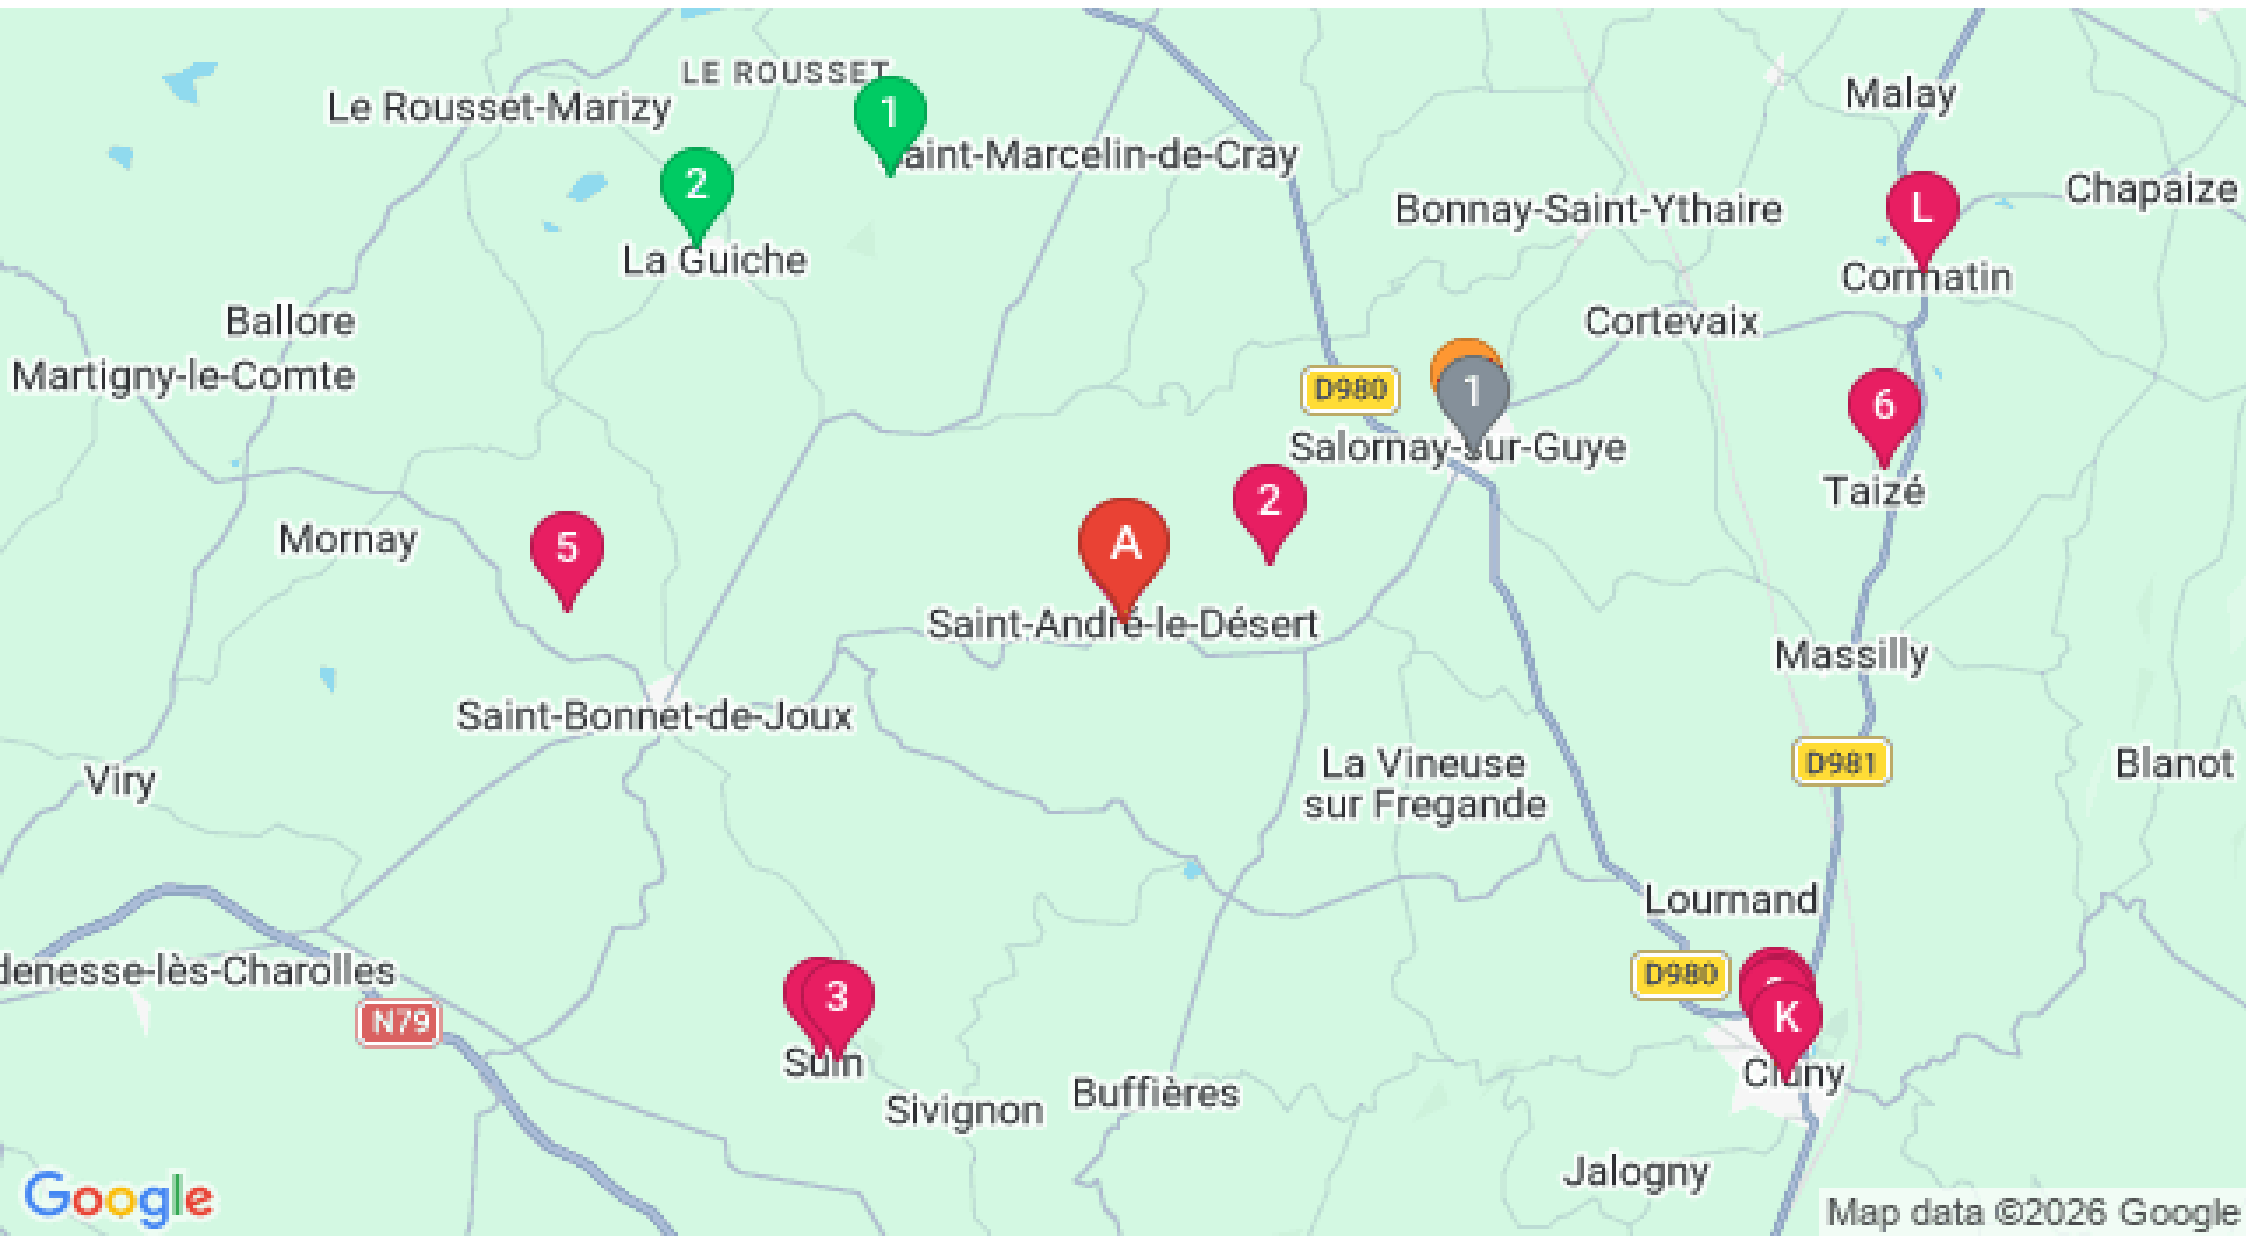 LE ROUSSET
Malay
Le Rousset-Marizy
1
aint-Marcelin-de-Cray
2
Chapaize
L
Bonnay-Saint-Ythaire
La Guiche
Cormatin
Ballore
Cortevaix
Martigny-le-Comte
D980
1
6
Salornay-sur-Guye
2
Taizé
Mornay
5
A
Saint-André-le-Désert
Massilly
Saint-Bonnet-de-Joux
Viry
La Vineuse
sur Fregande
D981
Blanot
Lournand
denesse-lès-Charolles
D980
3
N79
K
Suin
Cluny
Sivignon
Buffières
Jalogny
Google
Map data ©2026 Google